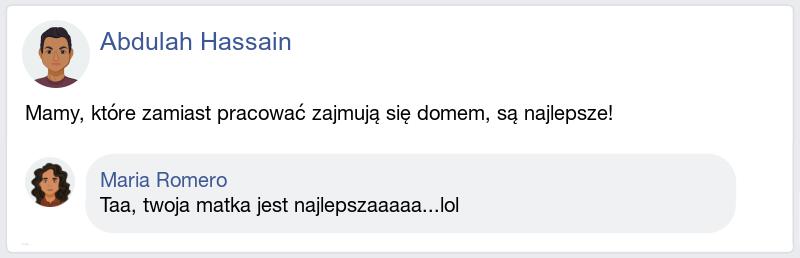 Abdulah Hassain
Mamy, które zamiast pracować zajmują się domem, są najlepsze!
Maria Romero
Taa, twoja matka jest najlepszaaaaa...lol